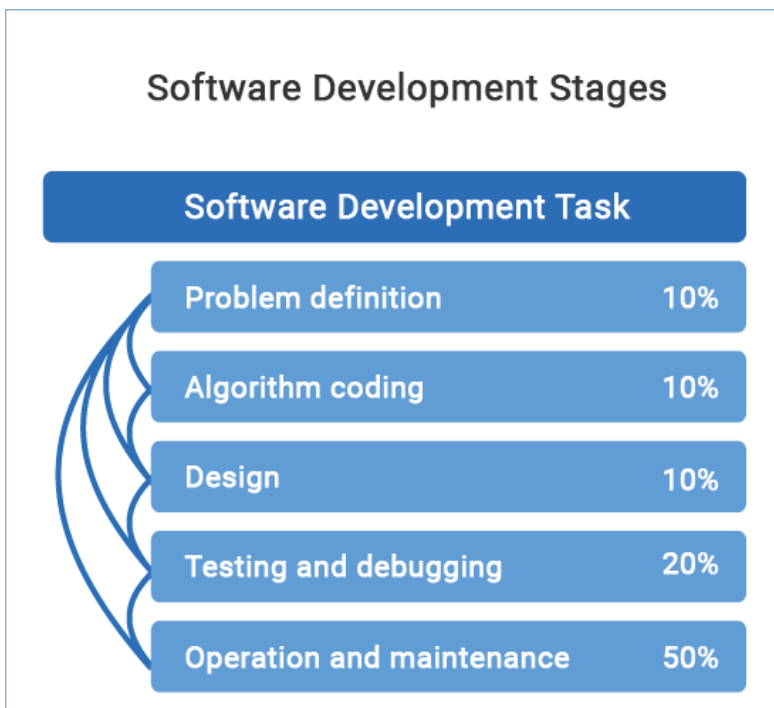 Software Development Stages
Software Development Task
Problem definition 10%
Algorithm coding 10%
Design 10%
Testing and debugging 20%
Operation and maintenance 50%